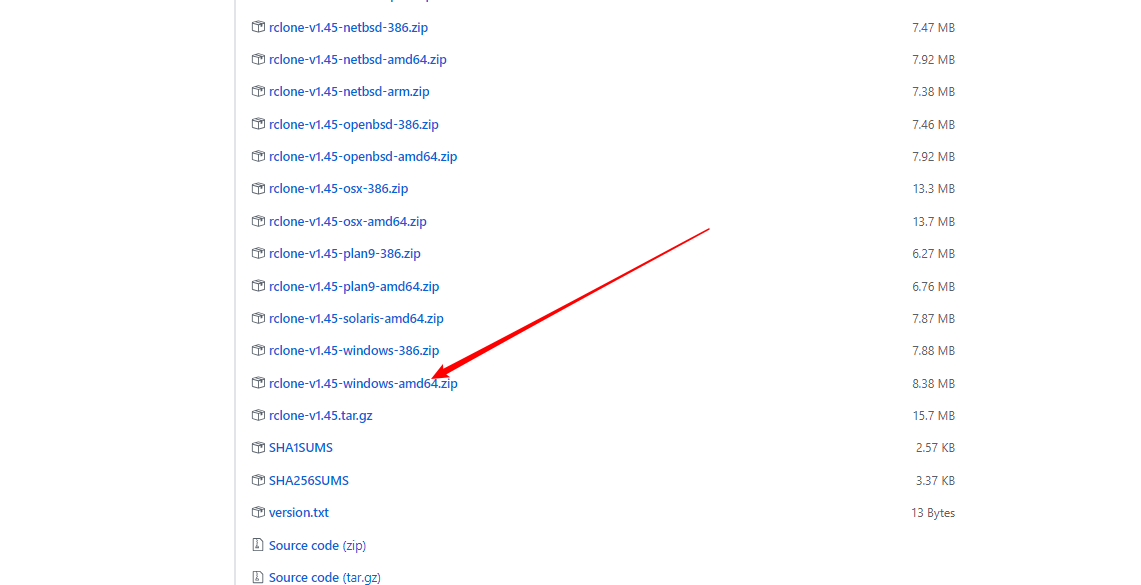 rclone-v1.45-netbsd-386.zip 7.47 MB
rclone-v1.45-netbsd-amd64.zip 7.92 MB
rclone-v1.45-netbsd-arm.zip 7.38 MB
rclone-v1.45-openbsd-386.zip 7.46 MB
rclone-v1.45-openbsd-amd64.zip 7.92 MB
rclone-v1.45-osx-386.zip 13.3 MB
rclone-v1.45-osx-amd64.zip 13.7 MB
rclone-v1.45-plan9-386.zip 6.27 MB
rclone-v1.45-plan9-amd64.zip 6.76 MB
rclone-v1.45-solaris-amd64.zip 7.87 MB
rclone-v1.45-windows-386.zip 7.88 MB
rclone-v1.45-windows-amd64.zip 8.38 MB
rclone-v1.45.tar.gz 15.7 MB
SHA1SUMS 2.57 KB
SHA256SUMS 3.37 KB
version.txt 13 Bytes
Source code (zip)
Source code (tar.gz)